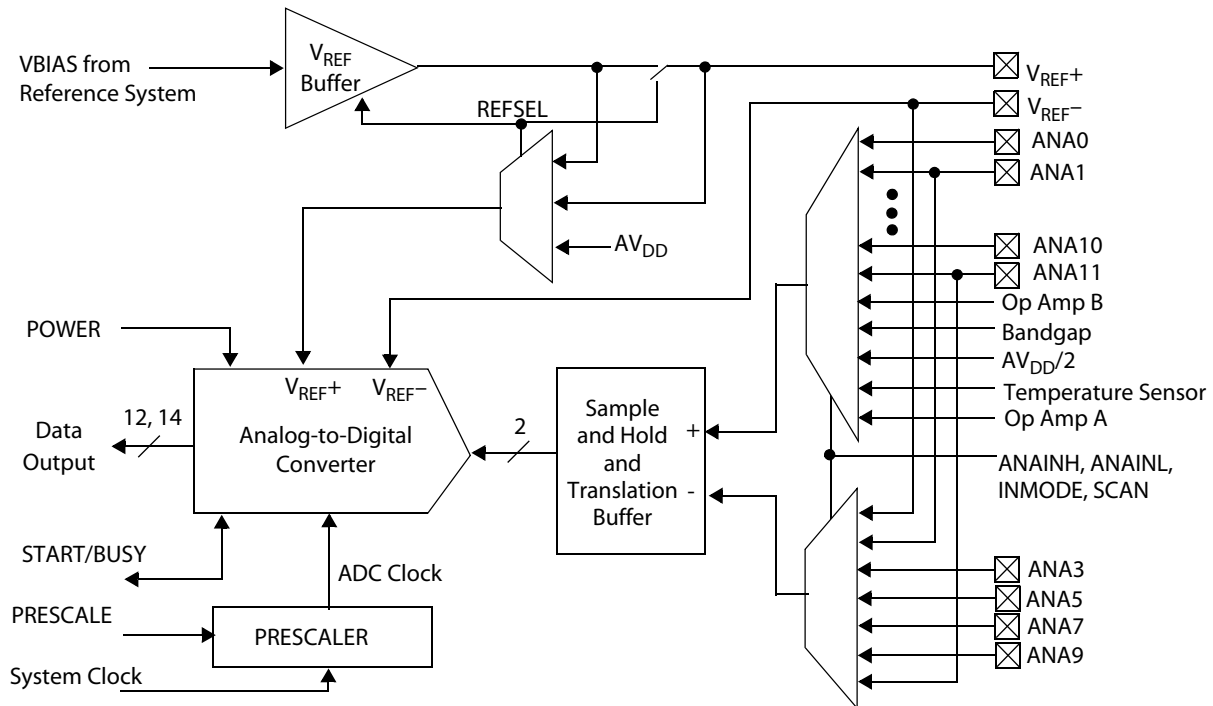 VBIAS from
Reference System
VREF
Buffer
REFSEL
VREF+
VREF−
ANA0
ANA1
ANA10
ANA11
Op Amp B
Bandgap
AVDD/2
Temperature Sensor
Op Amp A
AVDD
POWER
VREF+
VREF−
12, 14
Data
Output
Analog-to-Digital
Converter
2
Sample
and Hold
and
Translation
Buffer
+
-
ANAINH, ANAINL,
INMODE, SCAN
START/BUSY
ADC Clock
PRESCALE
PRESCALER
System Clock
ANA3
ANA5
ANA7
ANA9